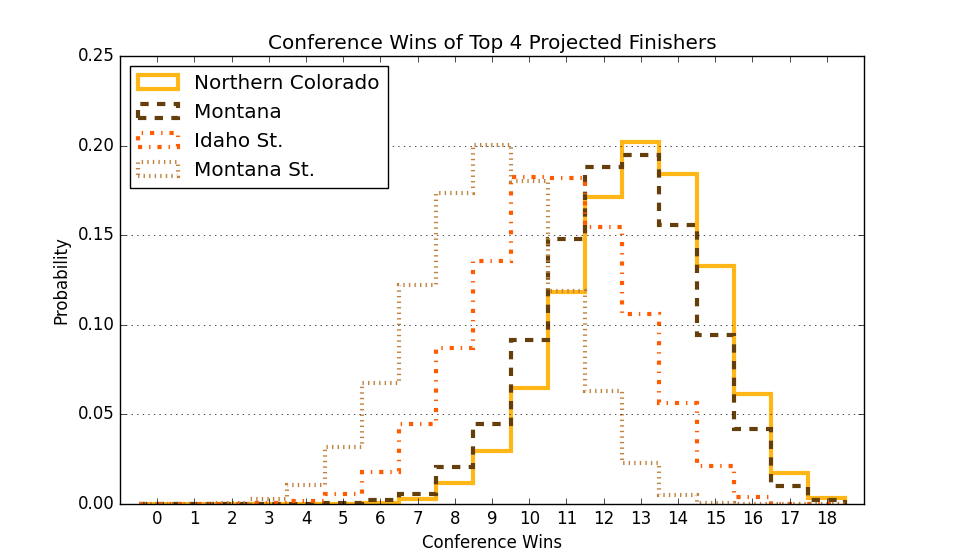 Conference Wins of Top 4 Projected Finishers
0.25
0.20
0.15
0.10
0.05
0.00
Probability
Northern Colorado
Montana
Idaho St.
Montana St.
0 1 2 3 4 5 6 7 8 9 10 11 12 13 14 15 16 17 18
Conference Wins